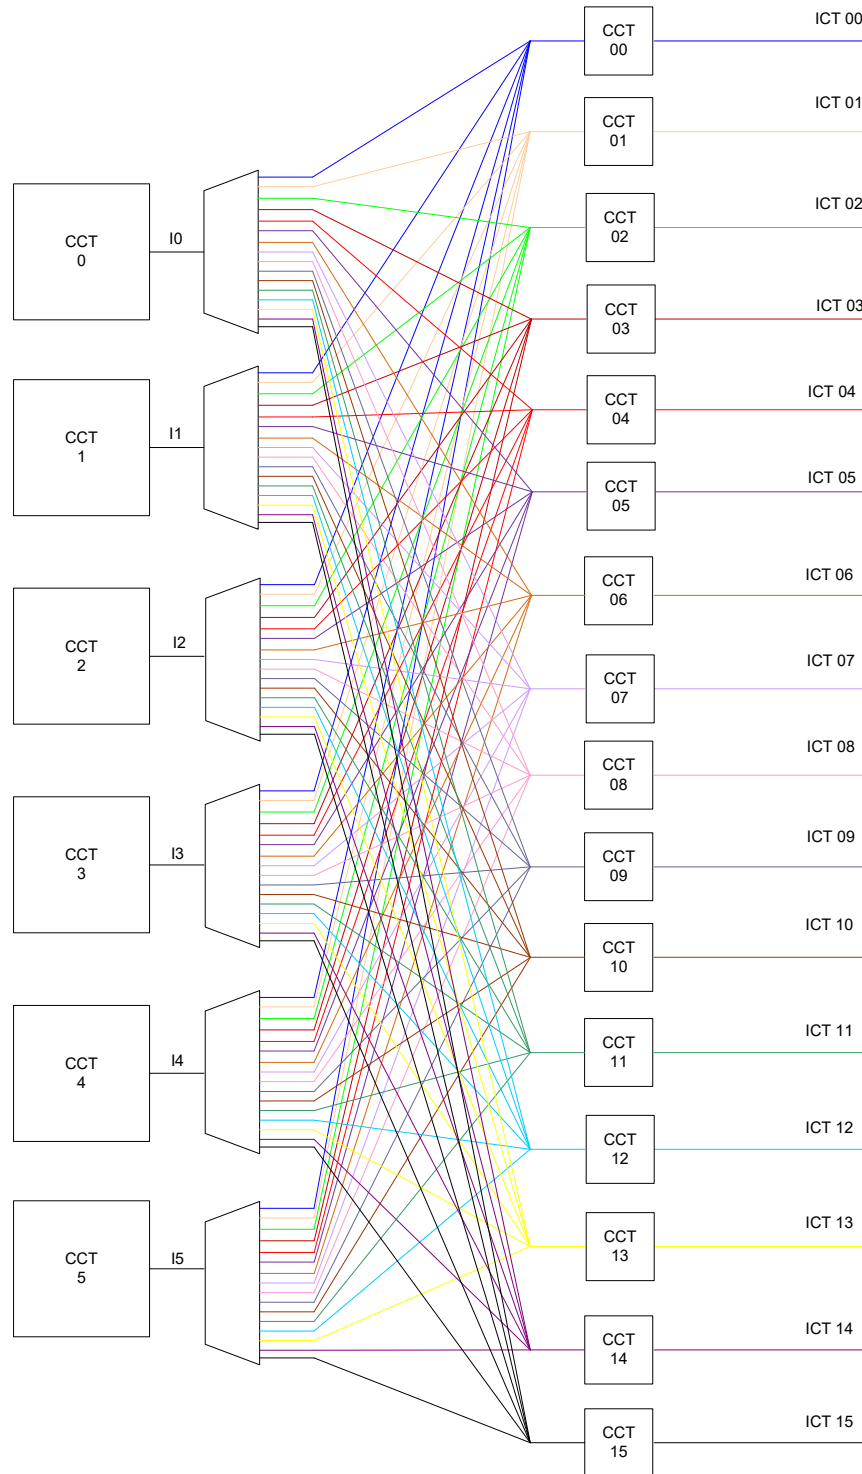 CCT
0
I0
CCT
1
I1
CCT
2
I2
CCT
3
I3
CCT
4
I4
CCT
5
I5
CCT
00
ICT 00
CCT
01
ICT 01
CCT
02
ICT 02
CCT
03
ICT 03
CCT
04
ICT 04
CCT
05
ICT 05
CCT
06
ICT 06
CCT
07
ICT 07
CCT
08
ICT 08
CCT
09
ICT 09
CCT
10
ICT 10
CCT
11
ICT 11
CCT
12
ICT 12
CCT
13
ICT 13
CCT
14
ICT 14
CCT
15
ICT 15